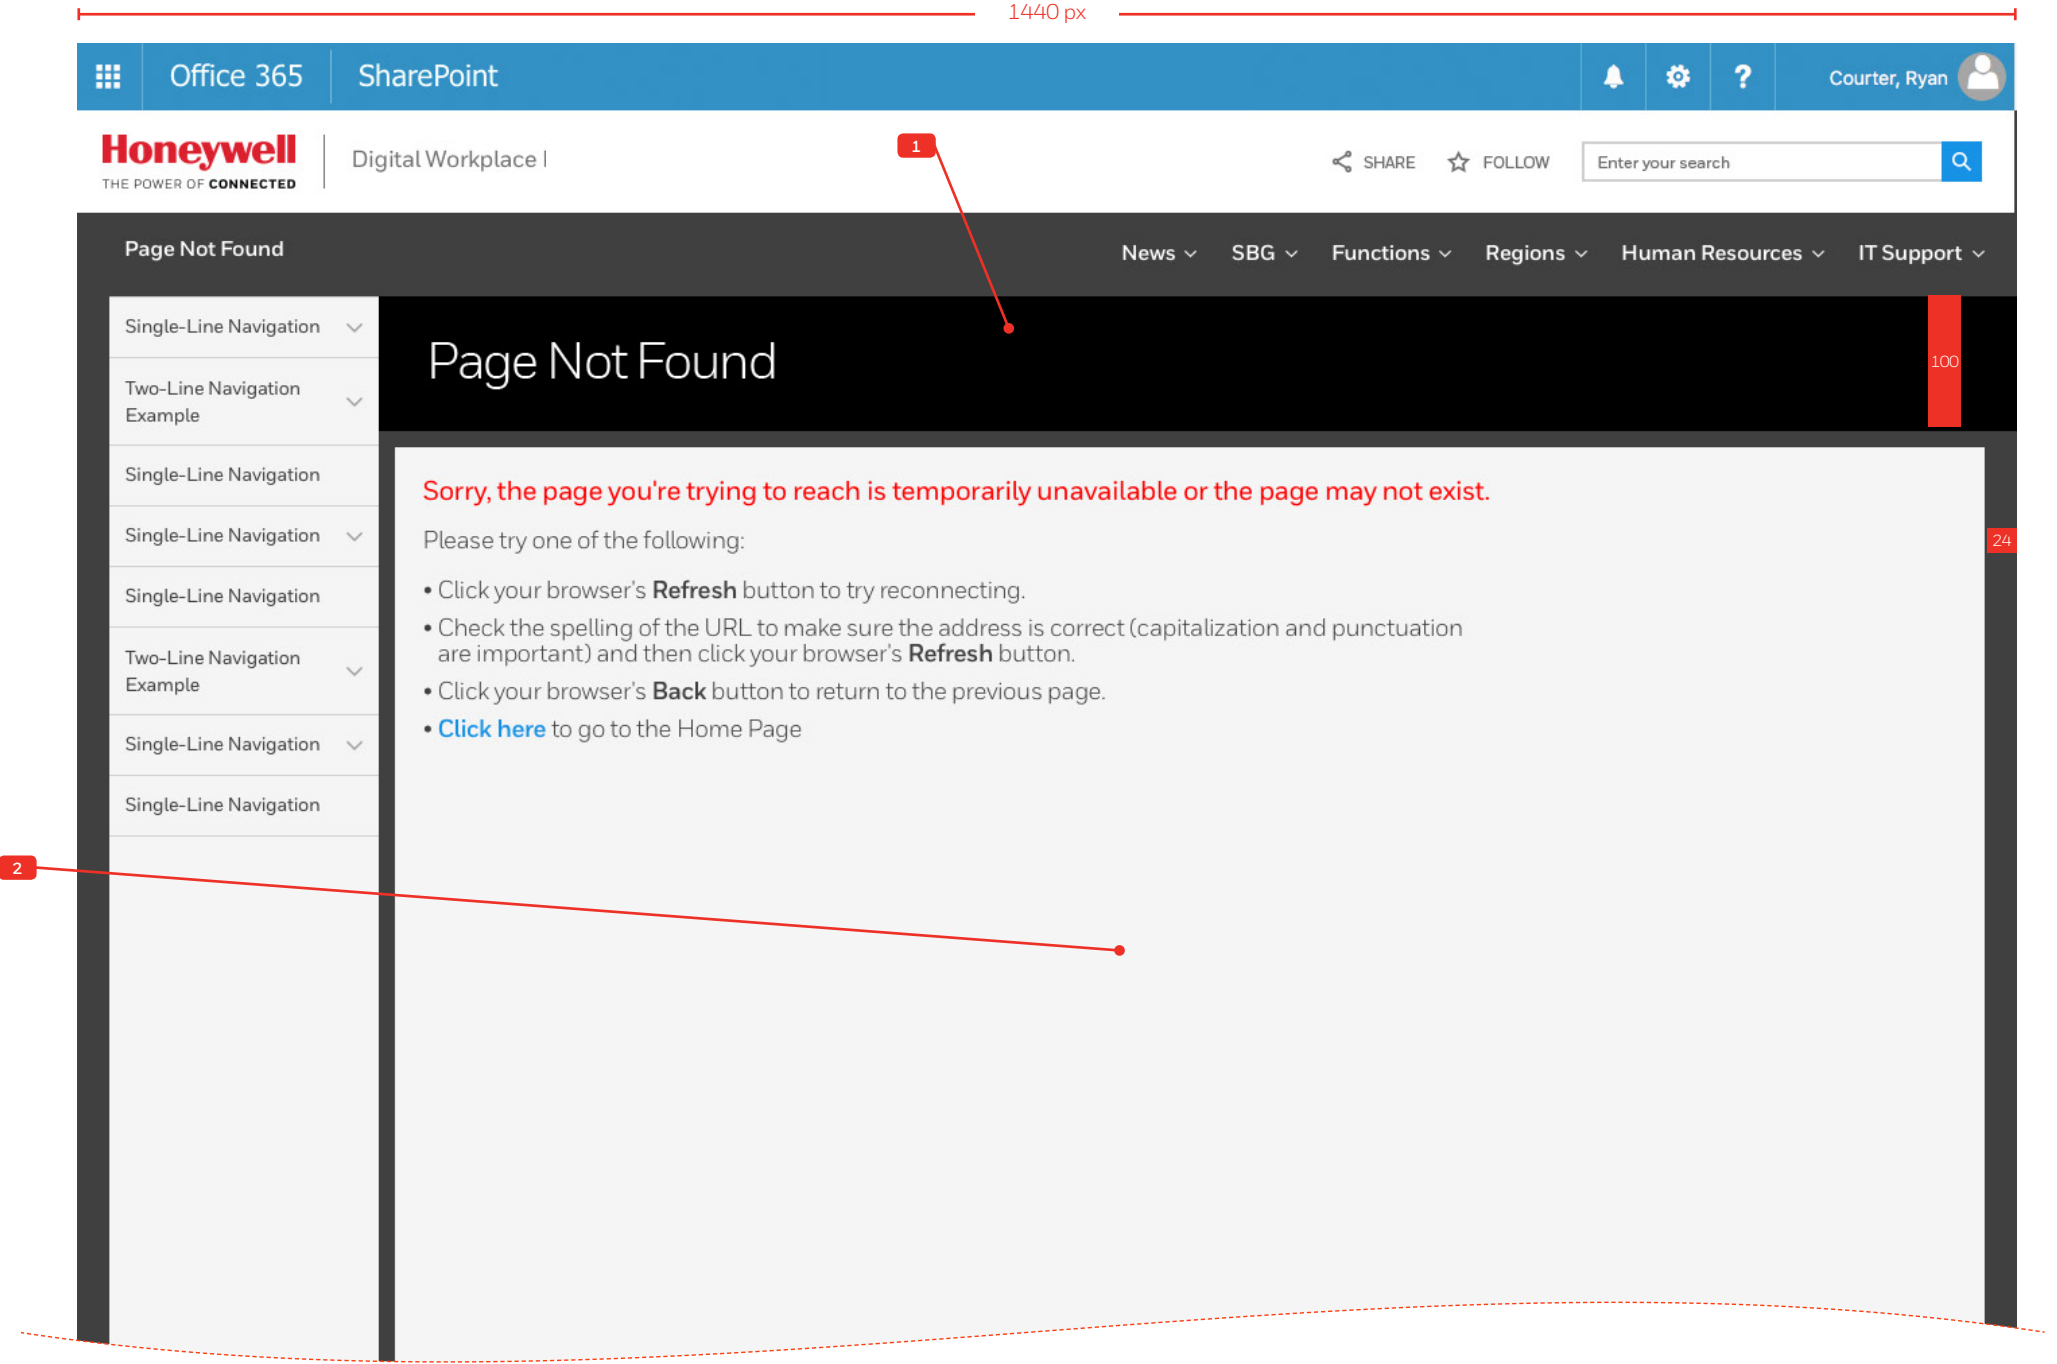 1440 px
Office 365
SharePoint
?
Courter, Ryan
Honeywell
THE POWER OF CONNECTED
Digital Workplace |
1
SHARE
FOLLOW
Enter your search
Page Not Found
News
SBG
Functions
Regions
Human Resources
IT Support
Single-Line Navigation
Two-Line Navigation
Example
Single-Line Navigation
Single-Line Navigation
Single-Line Navigation
Two-Line Navigation
Example
Single-Line Navigation
Single-Line Navigation
Page Not Found
100
Sorry, the page you're trying to reach is temporarily unavailable or the page may not exist.
Please try one of the following:
• Click your browser's Refresh button to try reconnecting.
• Check the spelling of the URL to make sure the address is correct (capitalization and punctuation
are important) and then click your browser's Refresh button.
• Click your browser's Back button to return to the previous page.
• Click here to go to the Home Page
24
2